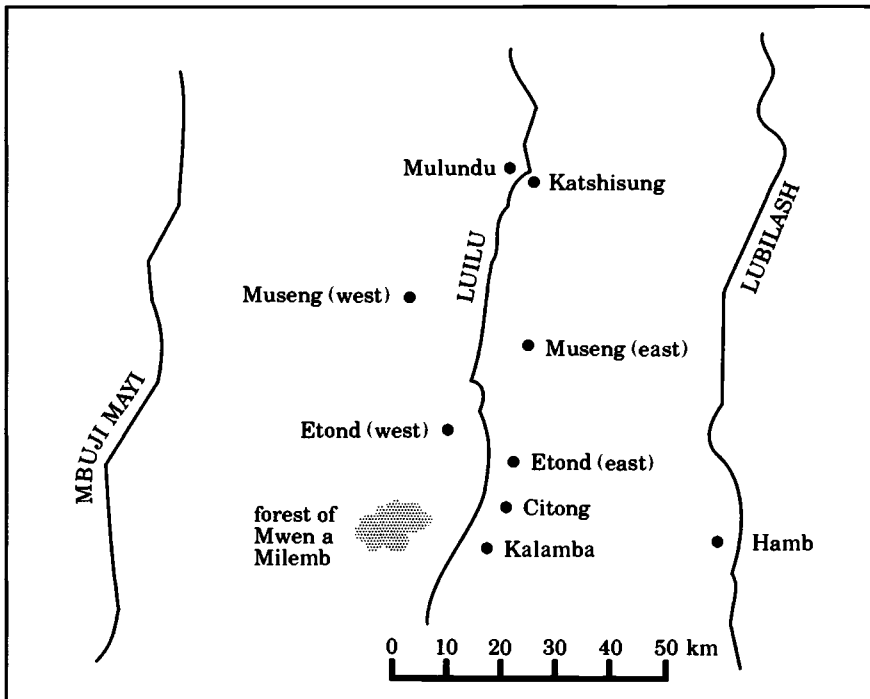 Mulundu
Katshisung
LUILU
LUBILASH
Museng (west)
Museng (east)
MBUJI MAYI
Etond (west)
Etond (east)
forest of
Mwen a
Milemb
Citong
Kalamba
Hamb
0 10 20 30 40 50 km